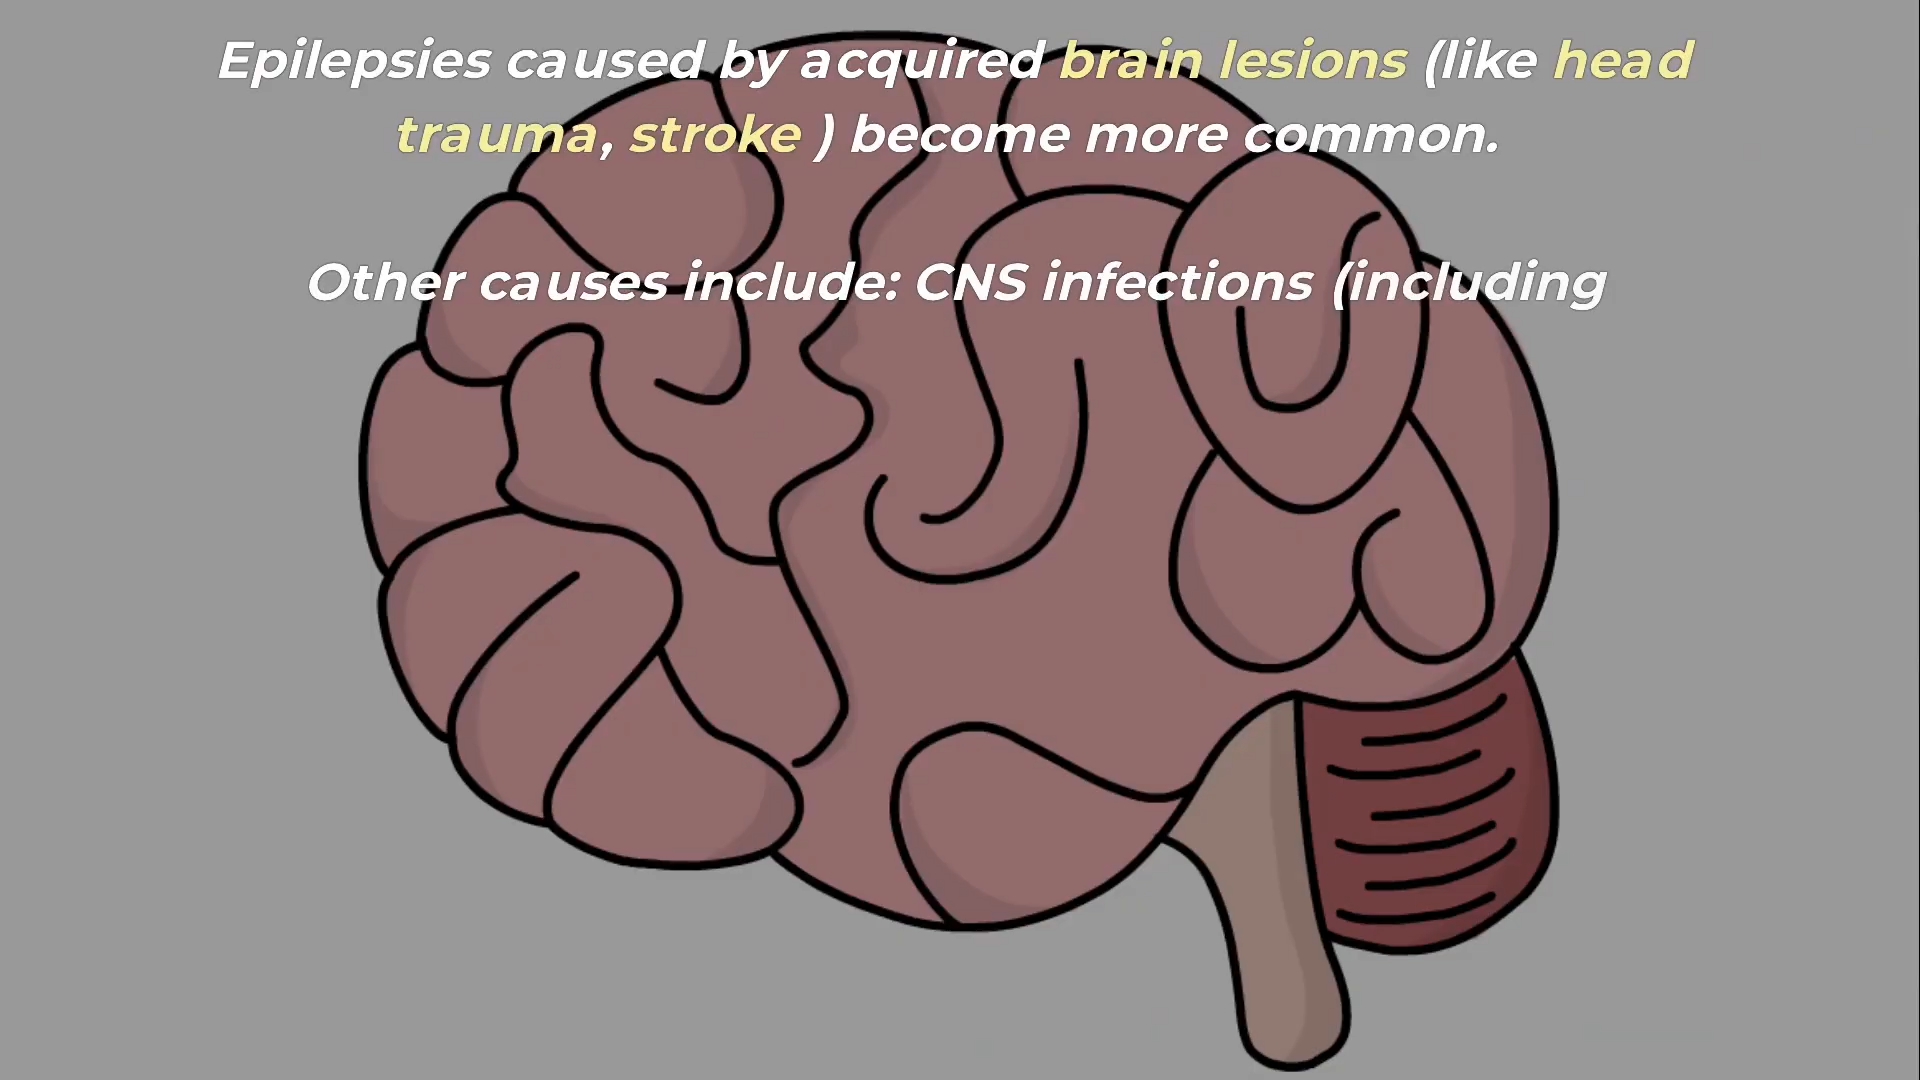 Epilepsies caused by acquired brain lesions (like head
trauma, stroke ) become more common.
Other causes include: CNS infections (including